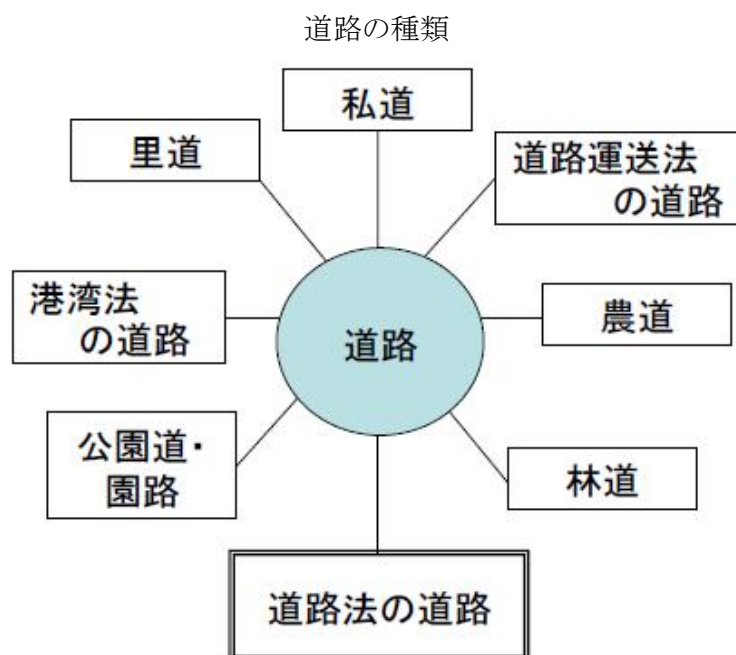 道路の種類
私道
里道
道路運送法
の道路
港湾法
の道路
農道
道路
公園道・
園路
林道
道路法の道路